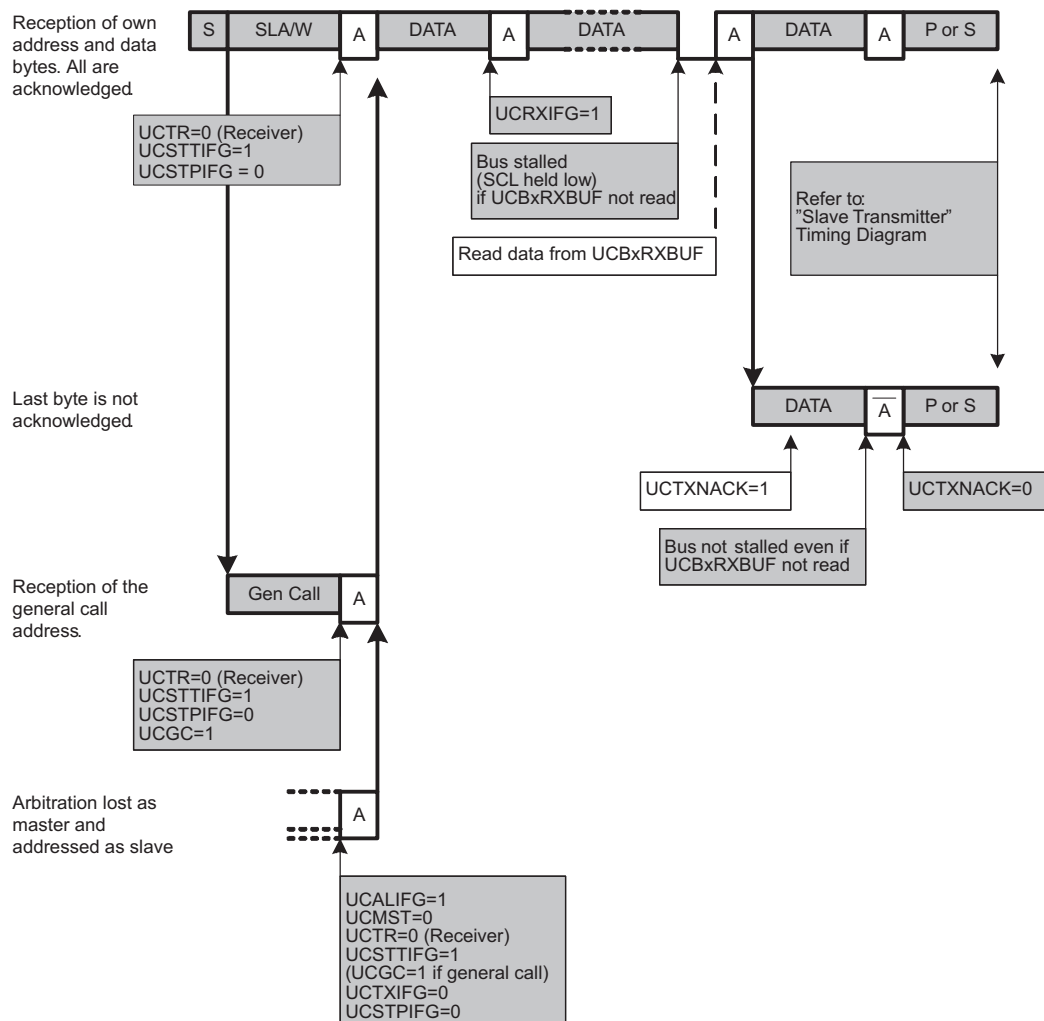 Reception of own
address and data
bytes. All are
acknowledged.
S SLA/W A DATA A DATA A DATA A P or S
UCTR=0 (Receiver)
UCSTTIFG=1
UCSTPIFG = 0
UCRXIFG=1
Bus stalled
(SCL held low)
if UCBxRXBUF not read
Read data from UCBxRXBUF
Refer to:
”Slave Transmitter”
Timing Diagram
Last byte is not
acknowledged.
DATA A P or S
UCTXNACK=1
UCTXNACK=0
Bus not stalled even if
UCBxRXBUF not read
Reception of the
general call
address.
Gen Call A
UCTR=0 (Receiver)
UCSTTIFG=1
UCSTPIFG=0
UCGC=1
Arbitration lost as
master and
addressed as slave
A
UCALIFG=1
UCMST=0
UCTR=0 (Receiver)
UCSTTIFG=1
(UCGC=1 if general call)
UCTXIFG=0
UCSTPIFG=0